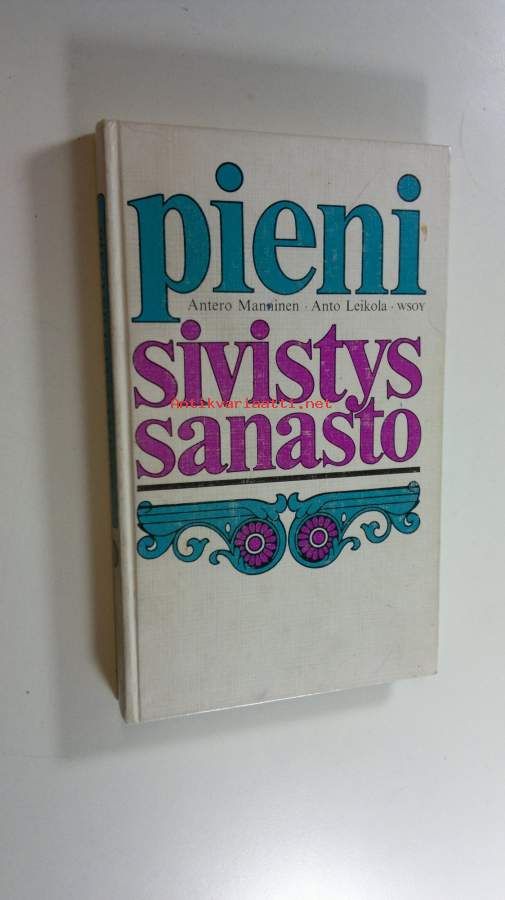 pieni
Antero Manninen · Anto Leikola · WSOY
sivistys
Antikvariaatti.net
sanasto